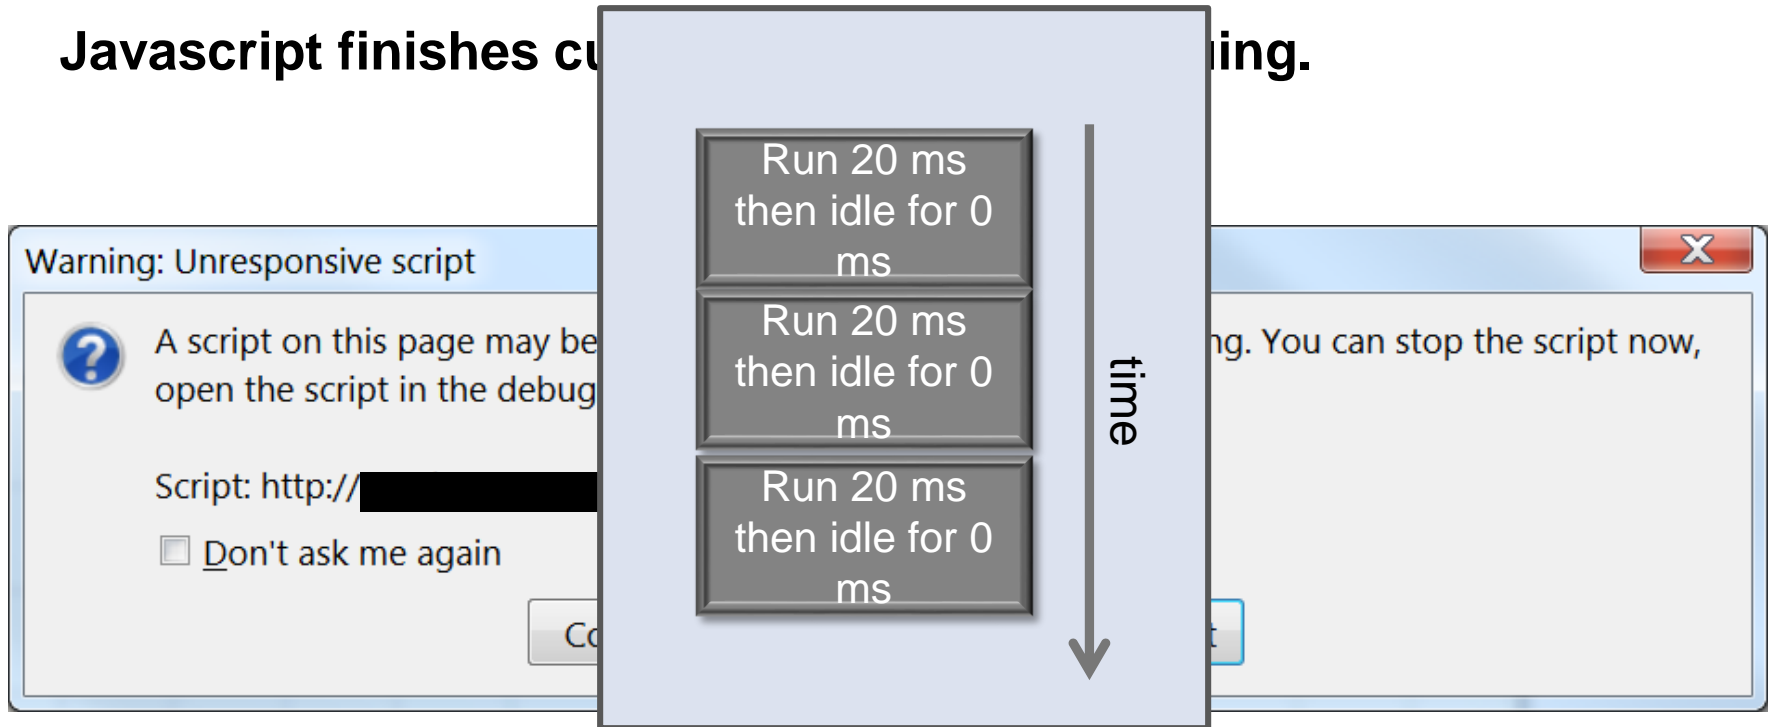 Javascript finishes cu ing.
Run 20 ms
then idle for 0
ms
Run 20 ms
then idle for 0
ms
Run 20 ms
then idle for 0
ms
time
Warning: Unresponsive script
A script on this page may be ng. You can stop the script now,
open the script in the debug
Script: http://
Don't ask me again
Co t